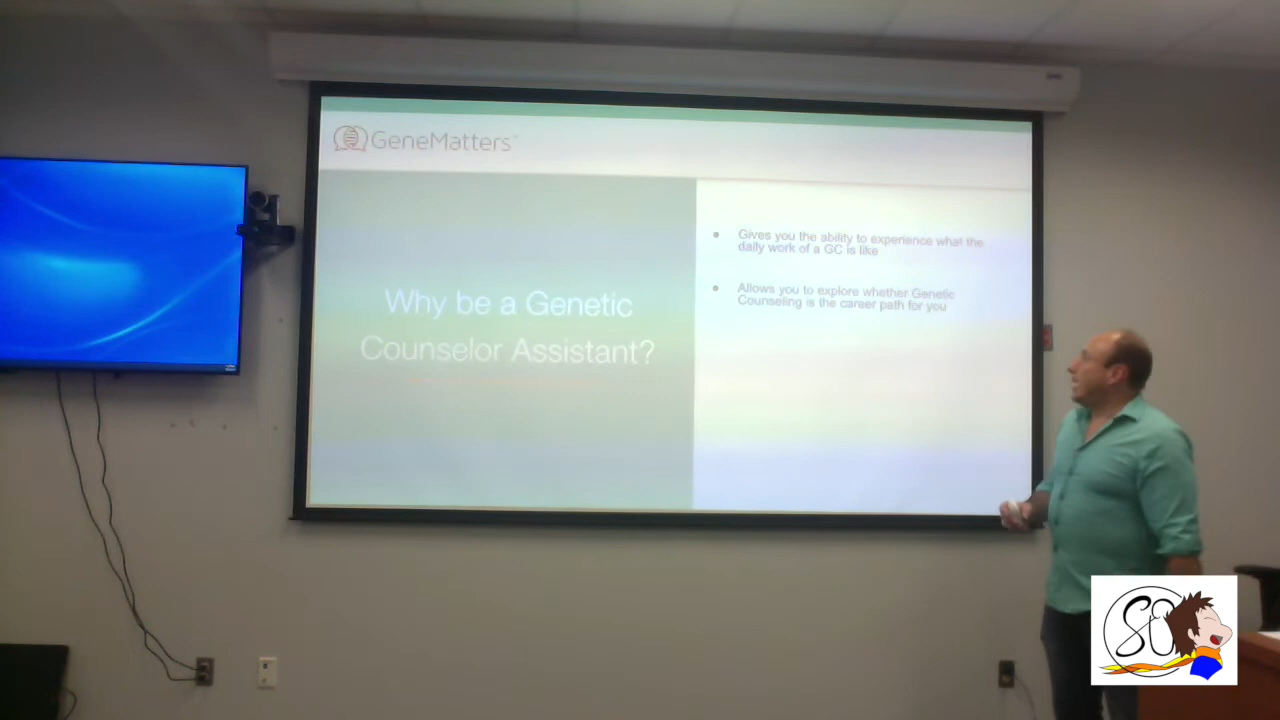 GeneMatters
Why be a Genetic
Counselor Assistant?
• Gives you the ability to experience what the
daily work of a GC is like
• Allows you to explore whether Genetic
Counseling is the career path for you